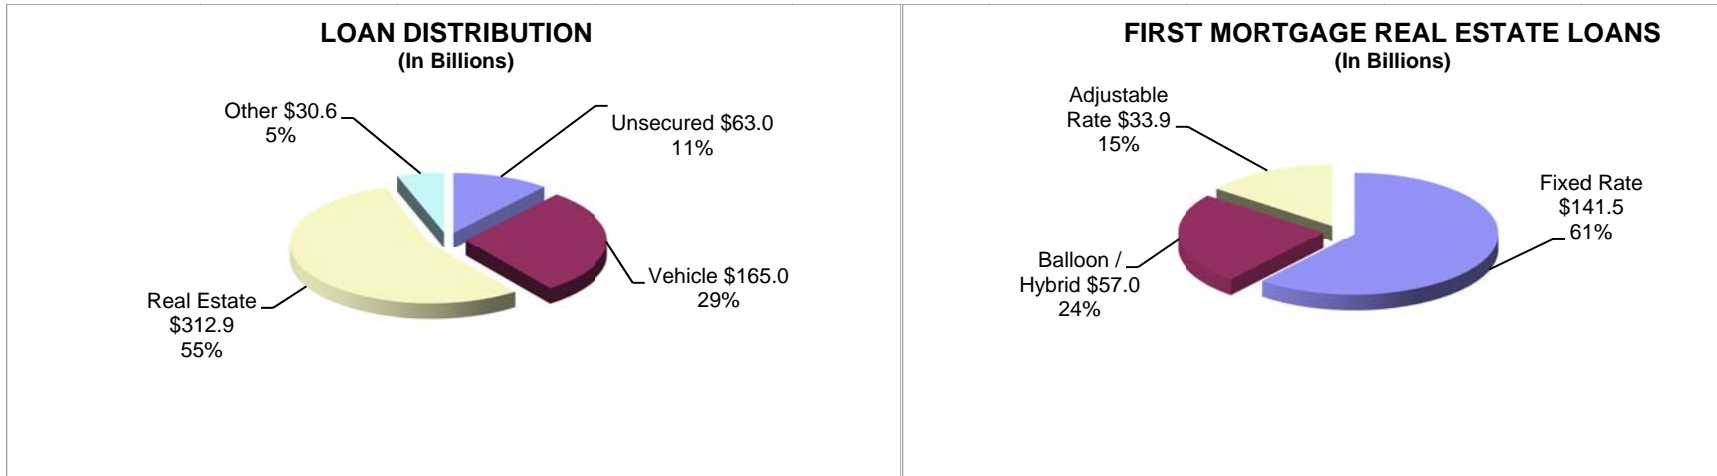 LOAN DISTRIBUTION
(In Billions)
Other $30.6
5%
Unsecured $63.0
11%
Vehicle $165.0
29%
Real Estate
$312.9
55%
FIRST MORTGAGE REAL ESTATE LOANS
(In Billions)
Adjustable
Rate $33.9
15%
Fixed Rate
$141.5
61%
Balloon /
Hybrid $57.0
24%